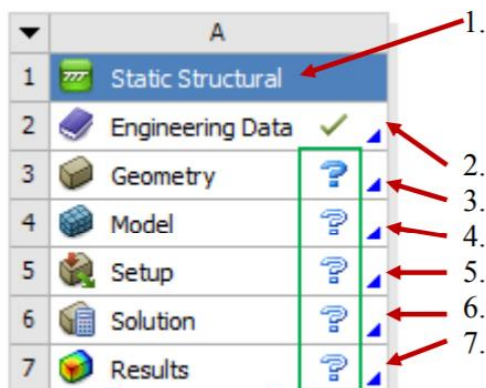 A
1.
1 Static Structural
2 Engineering Data
2.
3 Geometry ?
3.
4 Model ?
4.
5 Setup ?
5.
6 Solution ?
6.
7 Results ?
7.